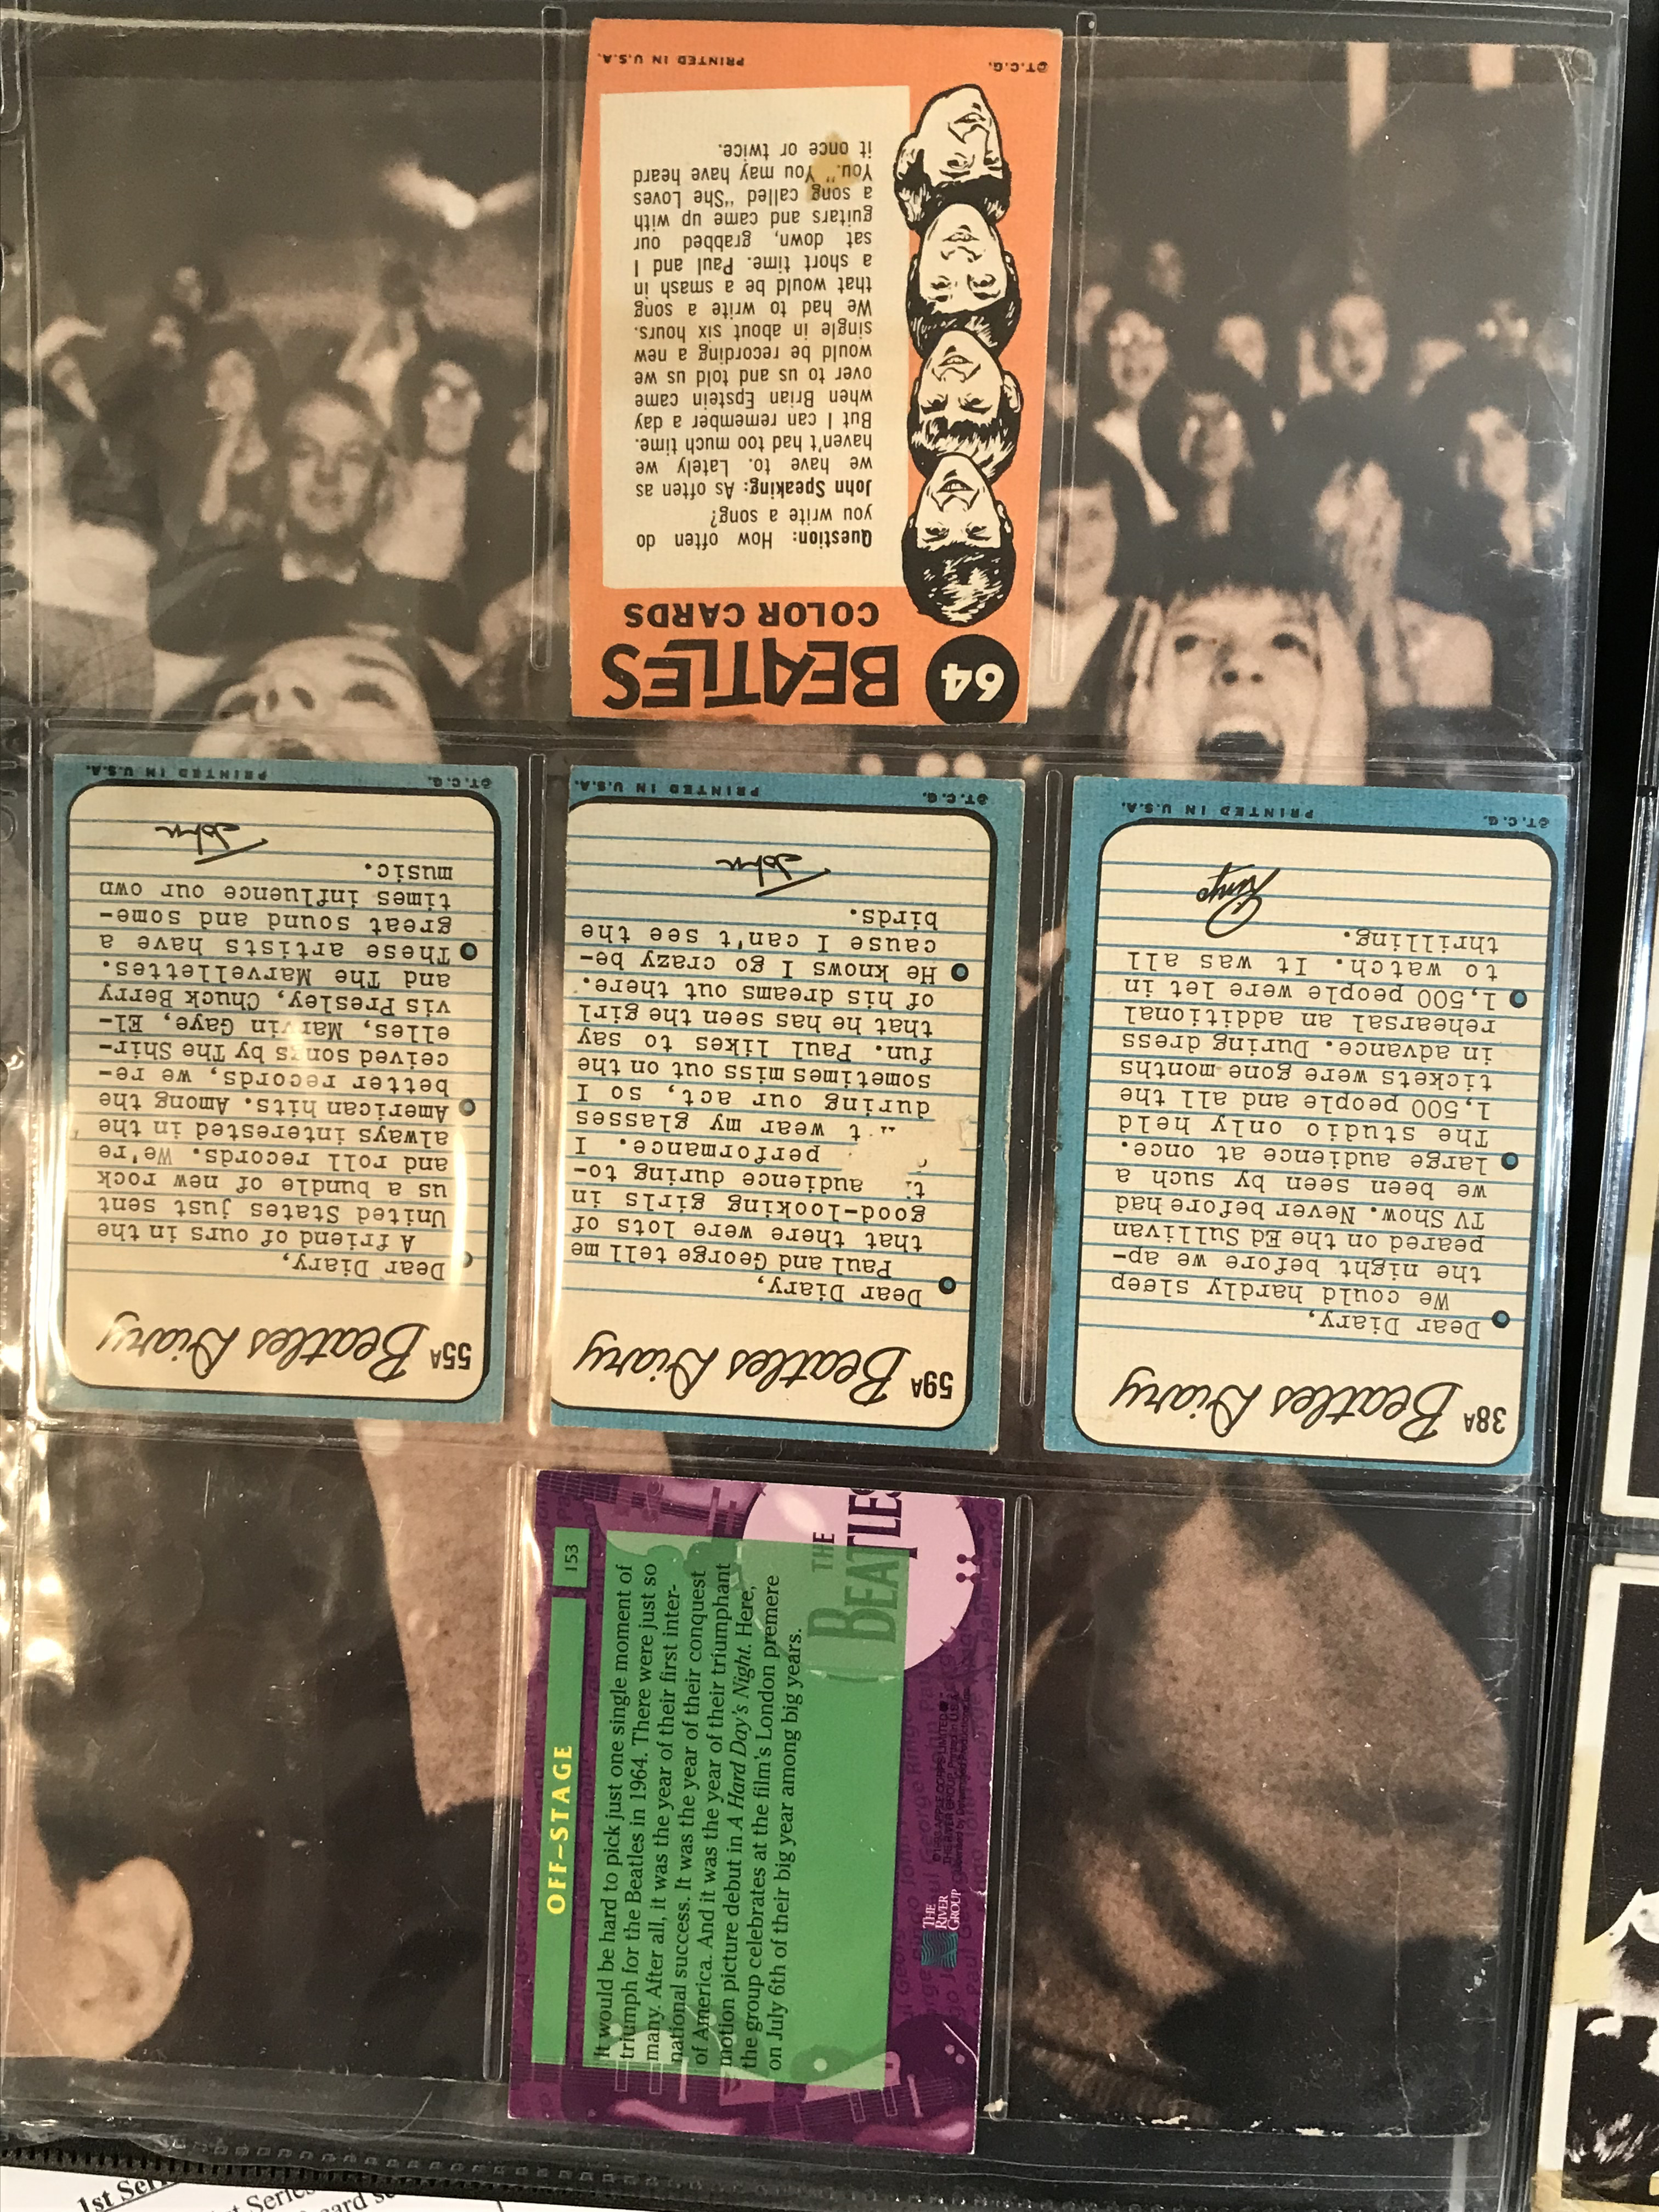 64 BEATLES
COLOR CARDS
Question: How often do
you write a song?
John Speaking: As often as
we have to. Lately we
haven't had too much time.
But I can remember a day
when Brian Epstein came
over to us and told us we
would be recording a new
single in about six hours.
We had to write a song
that would be a smash in
a short time. Paul and I
sat down, grabbed our
guitars and came up with
a song called "She Loves
You." You may have heard
it once or twice.
©T.C.G. PRINTED IN U.S.A.
38A Beatles Diary
Dear Diary,
We could hardly sleep
the night before we ap-
peared on the Ed Sullivan
TV Show. Never before had
we been seen by such a
large audience at once.
The studio only held
1,500 people and all the
tickets were gone months
in advance. During dress
rehearsal an additional
1,500 people were let in
to watch. It was all
thrilling.
Ringo
©T.C.G. PRINTED IN U.S.A.
59A Beatles Diary
Dear Diary,
Paul and George tell me
that there were lots of
good-looking girls in
audience during to-
performance. I
wear my glasses
during our act, so I
sometimes miss out on the
fun. Paul likes to say
that he has seen the girl
of his dreams out there.
He knows I go crazy be-
cause I can't see the
birds.
John
©T.C.G. PRINTED IN U.S.A.
55A Beatles Diary
Dear Diary,
A friend of ours in the
United States just sent
us a bundle of new rock
and roll records. We're
always interested in the
American hits. Among the
better records, we re-
ceived songs by The Shir-
elles, Marvin Gaye, El-
vis Presley, Chuck Berry
and The Marvellettes.
These artists have a
great sound and some-
times influence our own
music.
John
©T.C.G. PRINTED IN U.S.A.
OFF-STAGE 153
It would be hard to pick just one single moment of
triumph for the Beatles in 1964. There were just so
many. After all, it was the year of their first inter-
national success. It was the year of their conquest
of America. And it was the year of their triumphant
motion picture debut in A Hard Day's Night. Here,
the group celebrates at the film's London premere
on July 6th of their big year among big years.
THE
BEATLES
THE
RIVER
GROUP
1st Seri